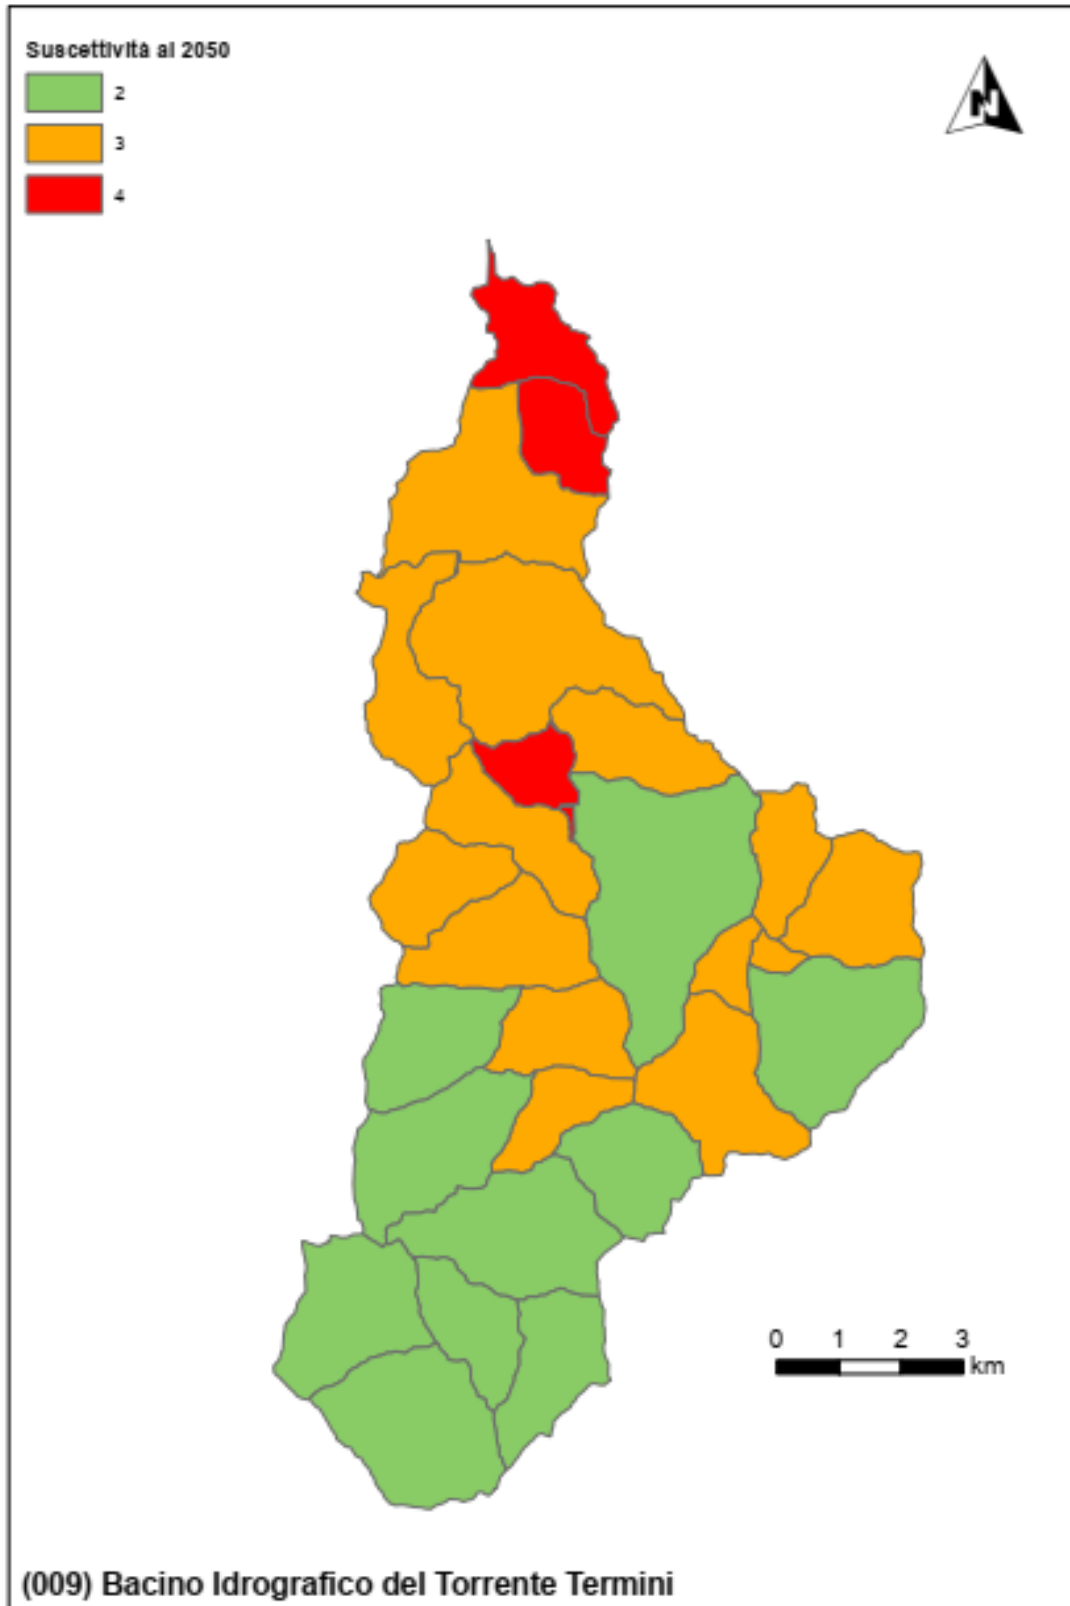 Suscettività al 2050
2
3
4
N
0 1 2 3
km
(009) Bacino Idrografico del Torrente Termini